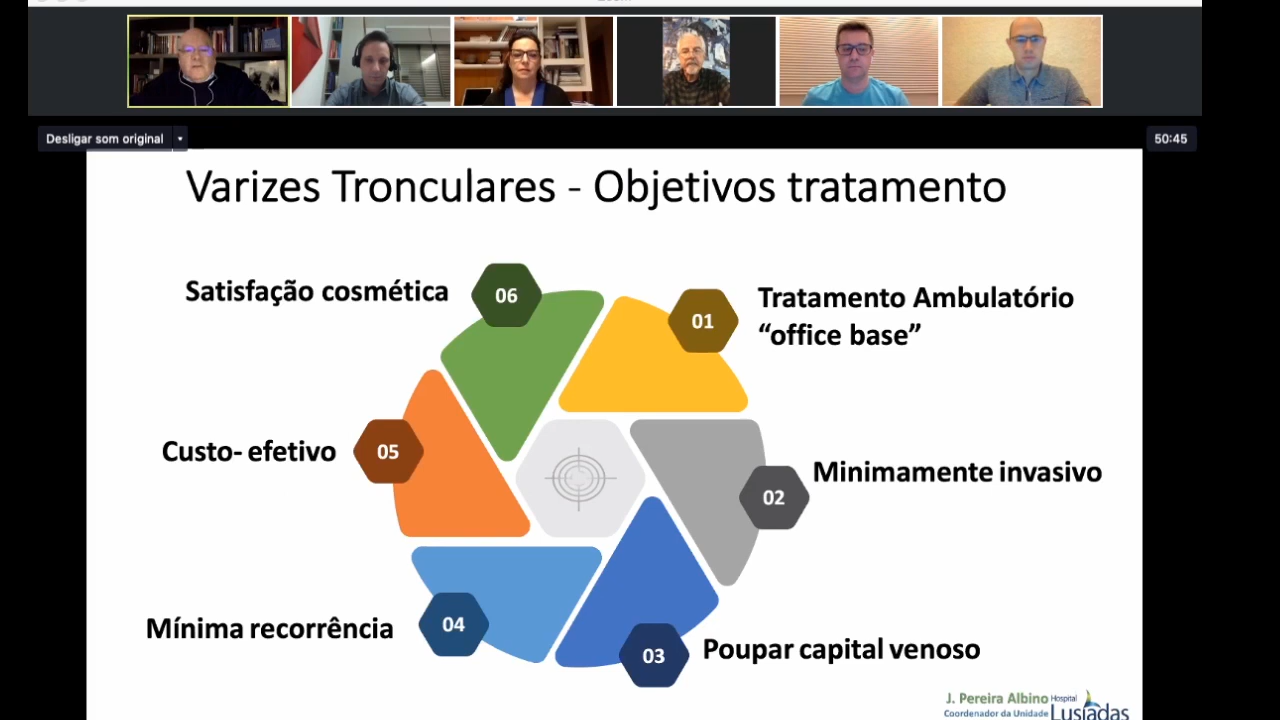 Desligar som original
50:45
Varizes Tronculares - Objetivos tratamento
Satisfação cosmética
06
01
Tratamento Ambulatório
“office base”
Custo- efetivo
05
02
Minimamente invasivo
Mínima recorrência
04
03
Poupar capital venoso
J. Pereira Albino
Coordenador da Unidade
Hospital
Lusíadas